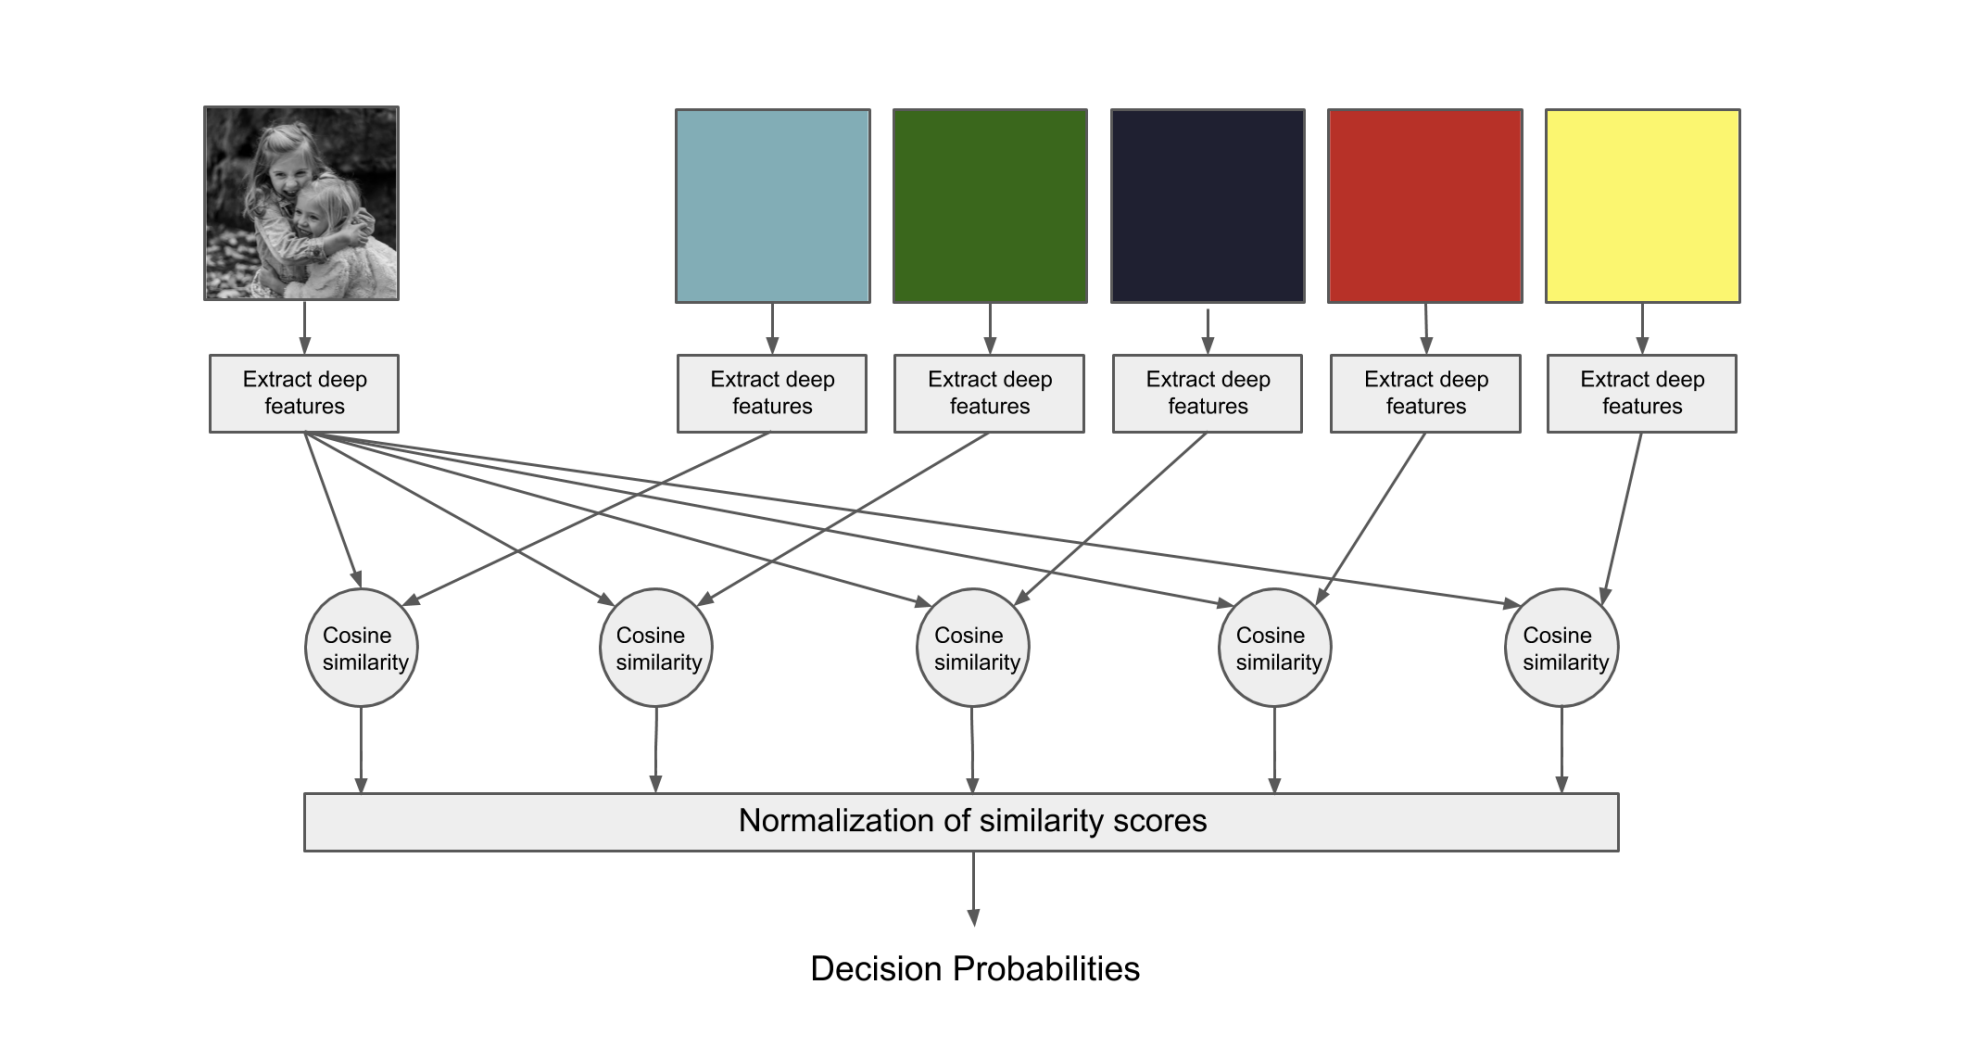 Extract deep
features
Extract deep
features
Extract deep
features
Extract deep
features
Extract deep
features
Extract deep
features
Cosine
similarity
Cosine
similarity
Cosine
similarity
Cosine
similarity
Cosine
similarity
Normalization of similarity scores
Decision Probabilities